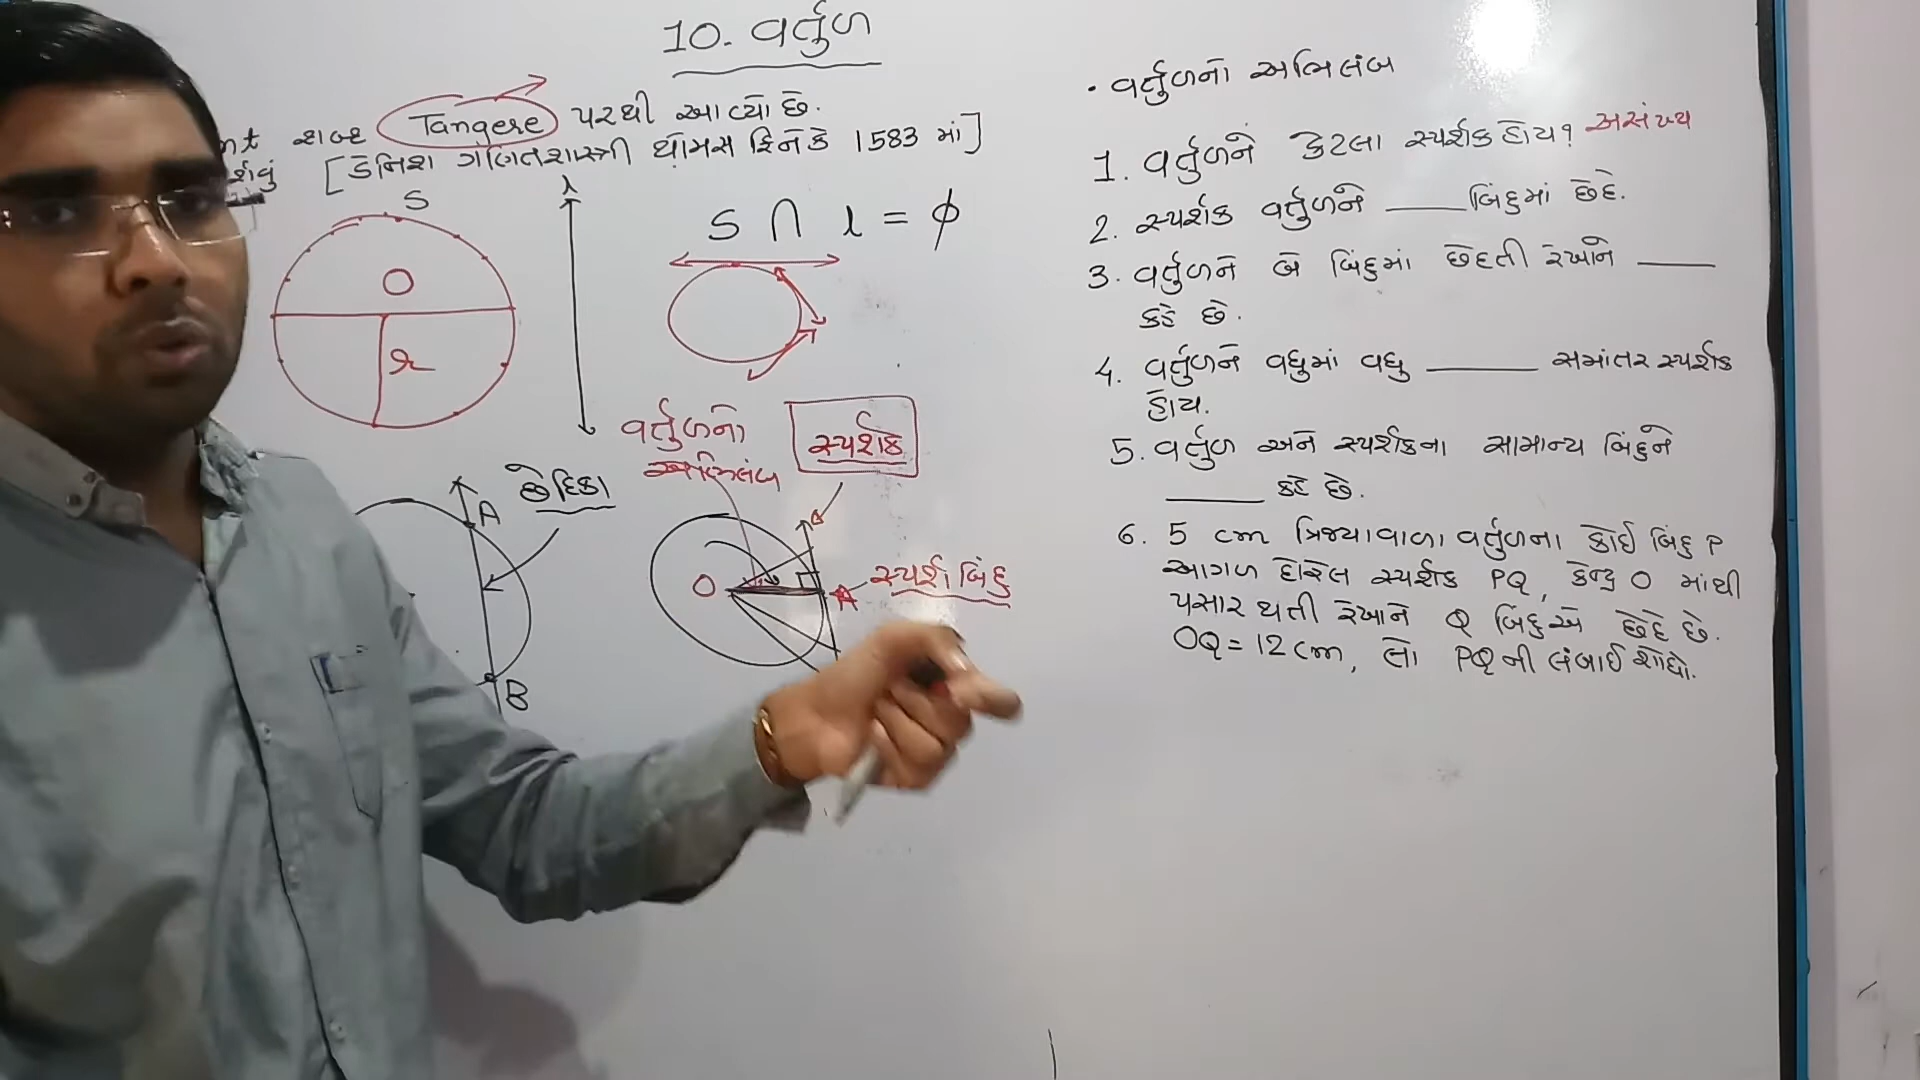 10. વર્તુળ
nt શબ્દ Tangere પરથી આવ્યો છે.
ર્શવું [ડેનિશ ગણિતશાસ્ત્રી થોમસ ફિનકે 1583 માં]
S
l
O
r
S ∩ l = ϕ
વર્તુળનો
અભિલંબ
સ્પર્શક
છેદિકા
A
B
B
O
A
સ્પર્શ બિંદુ
• વર્તુળનો અભિલંબ
1. વર્તુળને કેટલા સ્પર્શક હોય? અસંખ્ય
2. સ્પર્શક વર્તુળને ____ બિંદુમાં છેદે.
3. વર્તુળને બે બિંદુમાં છેદતી રેખાને ____
કહે છે.
4. વર્તુળને વધુમાં વધુ ____ સમાંતર સ્પર્શક
હોય.
5. વર્તુળ અને સ્પર્શકના સામાન્ય બિંદુને
____ કહે છે.
6. 5 cm ત્રિજ્યાવાળા વર્તુળના કોઈ બિંદુ P
આગળ દોરેલ સ્પર્શક PQ, કેન્દ્ર O માંથી
પસાર થતી રેખાને Q બિંદુએ છેદે છે.
OQ = 12 cm, તો PQ ની લંબાઈ શોધો.